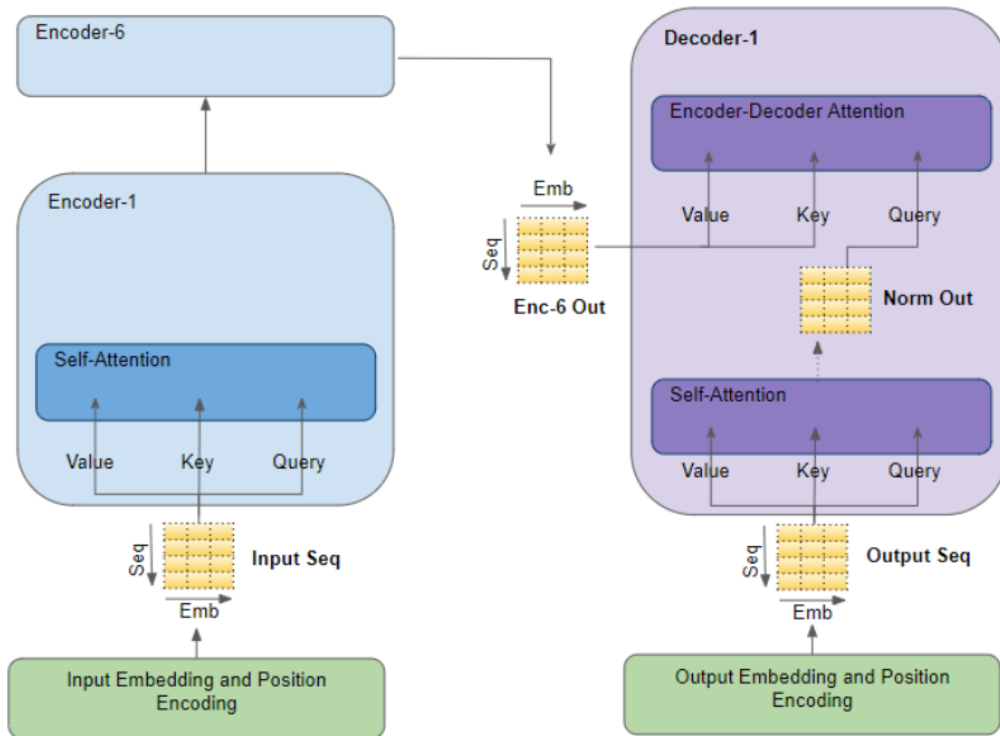 Encoder-6
Encoder-1
Self-Attention
Value
Key
Query
Seq
Input Seq
Emb
Input Embedding and Position
Encoding
Emb
Seq
Enc-6 Out
Decoder-1
Encoder-Decoder Attention
Value
Key
Query
Norm Out
Self-Attention
Value
Key
Query
Seq
Output Seq
Emb
Output Embedding and Position
Encoding